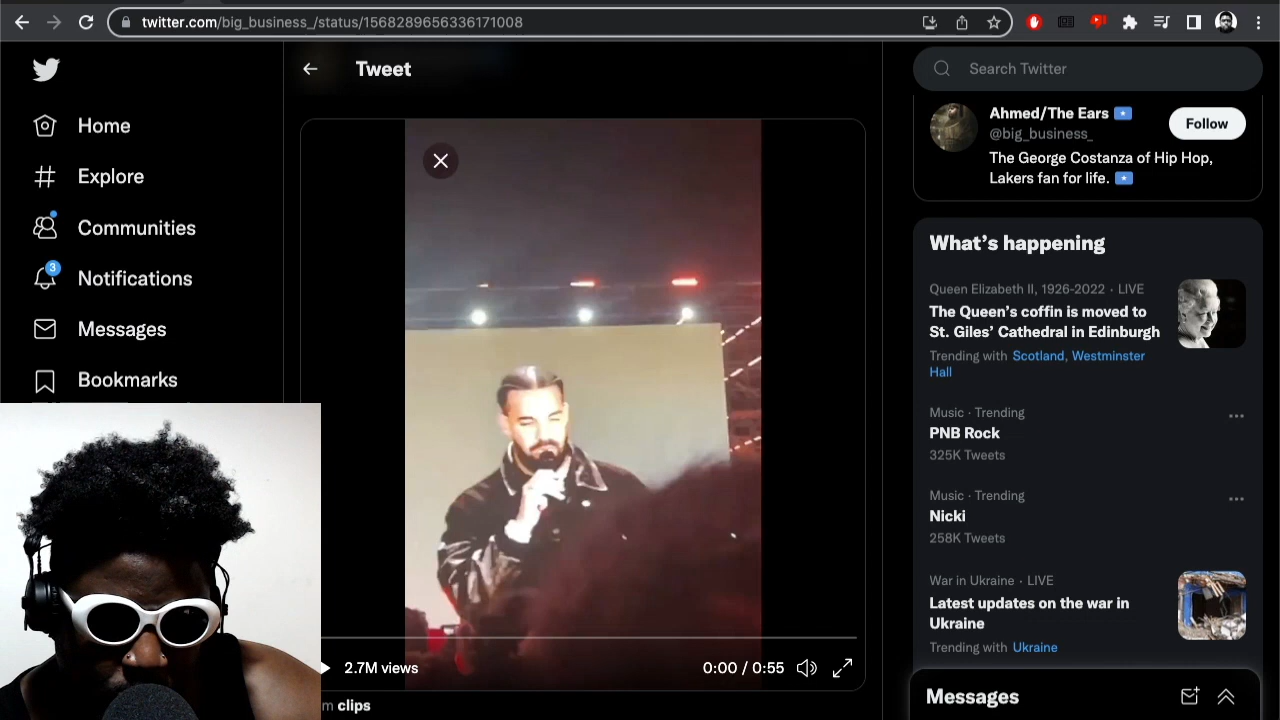 twitter.com/big_business_/status/1568289656336171008
Home
Explore
Communities
3
Notifications
Messages
Bookmarks
Tweet
2.7M views
0:00 / 0:55
m clips
Search Twitter
Ahmed/The Ears
@big_business_
Follow
The George Costanza of Hip Hop,
Lakers fan for life.
What's happening
Queen Elizabeth II, 1926-2022 · LIVE
The Queen's coffin is moved to
St. Giles' Cathedral in Edinburgh
Trending with Scotland, Westminster
Hall
Music · Trending
PNB Rock
325K Tweets
Music · Trending
Nicki
258K Tweets
War in Ukraine · LIVE
Latest updates on the war in
Ukraine
Trending with Ukraine
Messages